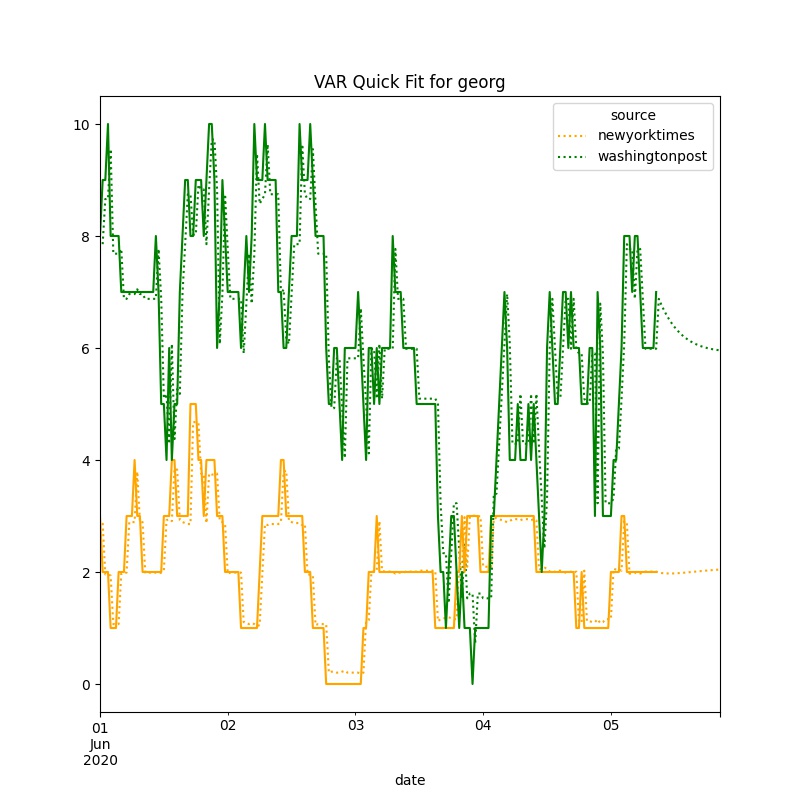 VAR Quick Fit for georg
source
newyorktimes
washingtonpost
10
8
6
4
2
0
01 02 03 04 05
Jun
2020
date